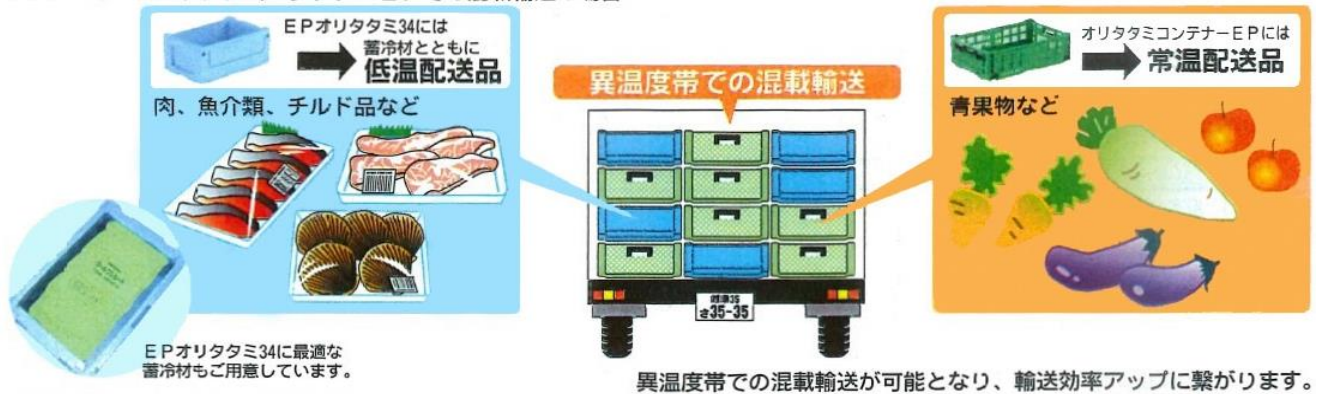 EPオリタタミ34には
蓄冷材とともに
低温配送品
肉、魚介類、チルド品など
EPオリタタミ34に最適な
蓄冷材もご用意しています。
異温度帯での混載輸送
さ35-35
オリタタミコンテナーEPには
常温配送品
青果物など
異温度帯での混載輸送が可能となり、輸送効率アップに繋がります。